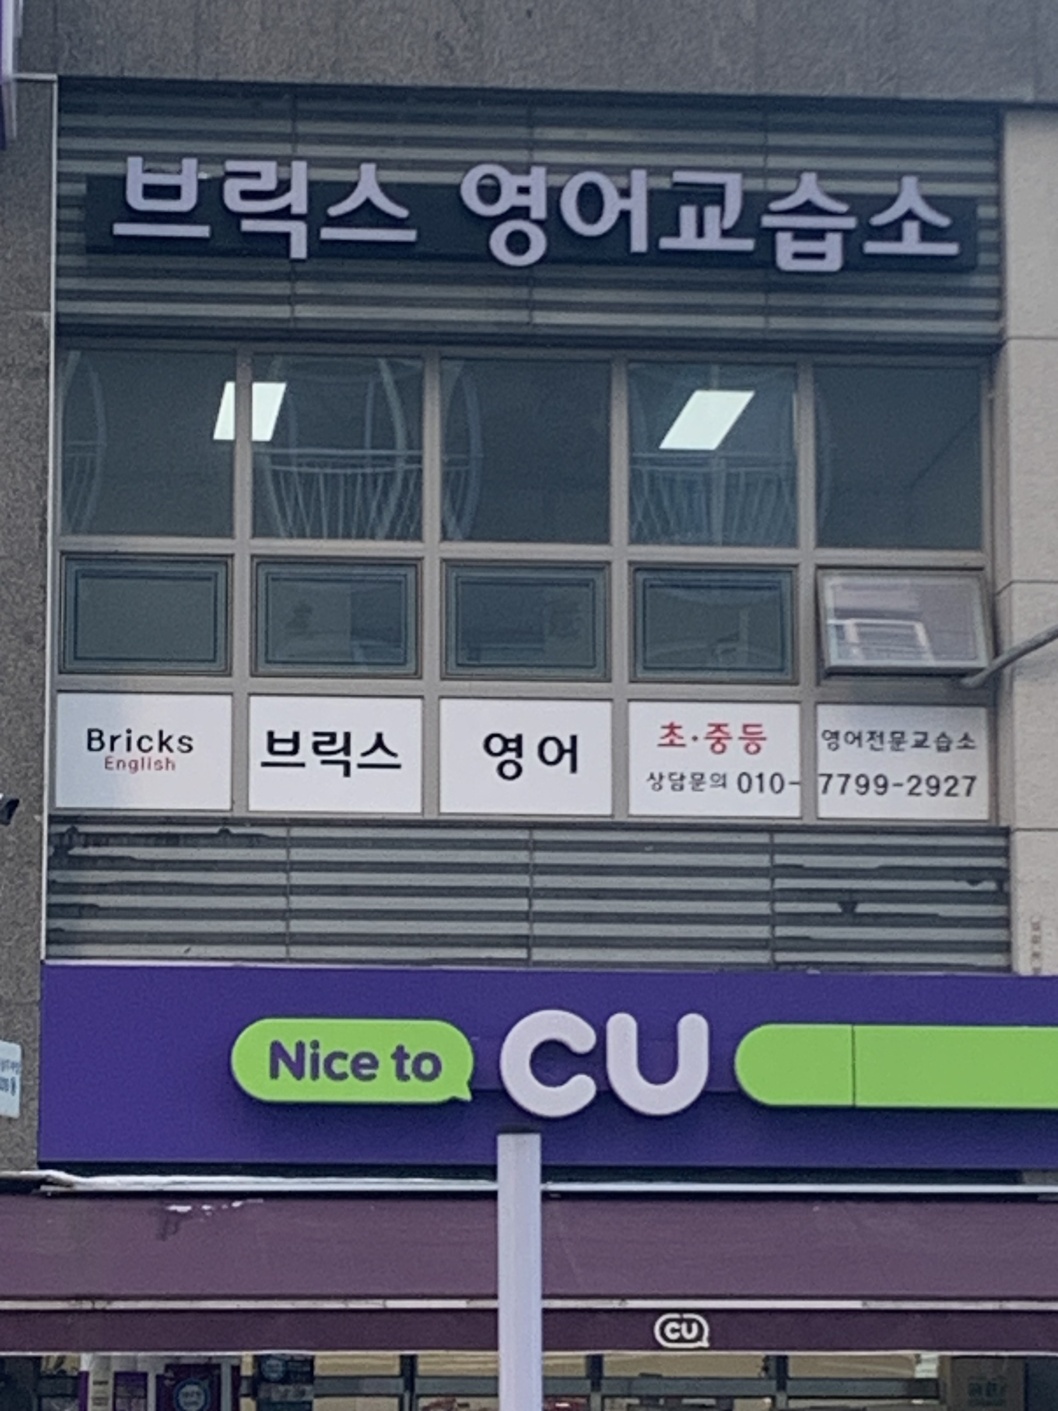 브릭스 영어교습소
Bricks
English
브릭스
영어
초·중등 영어전문교습소
상담문의 010-7799-2927
Nice to CU
CU